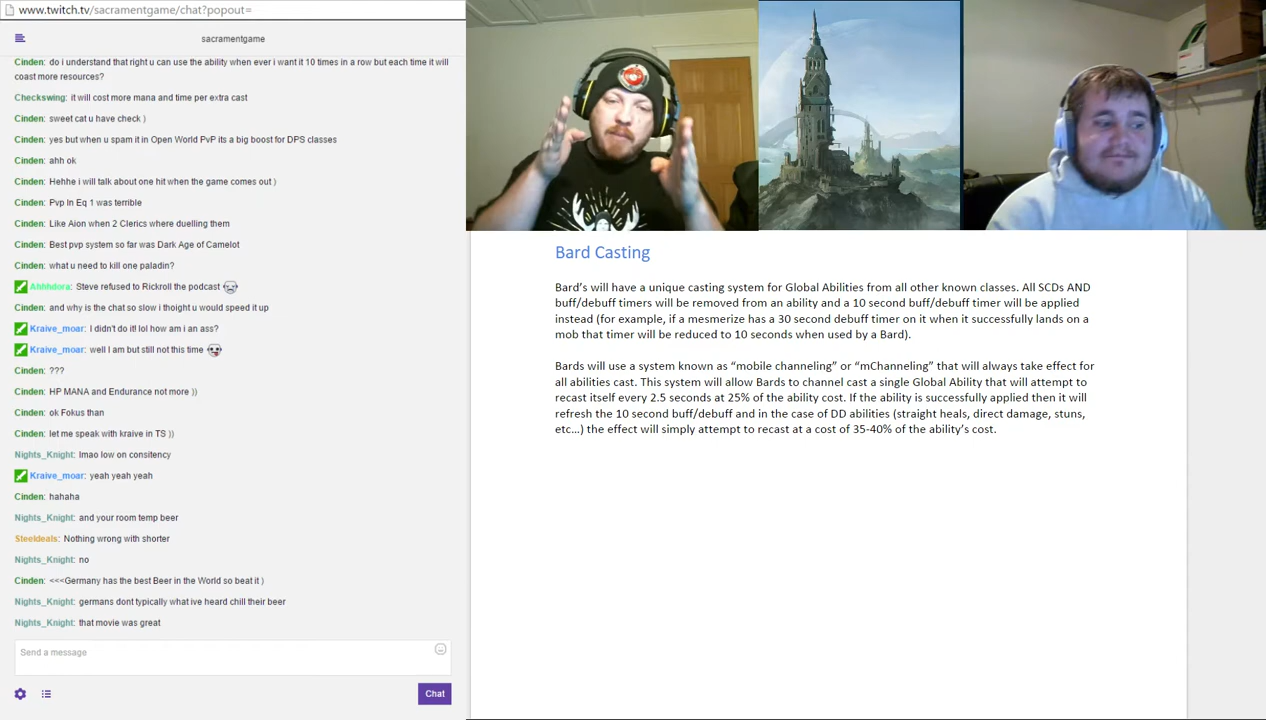 www.twitch.tv/sacramentgame/chat?popout=
sacramentgame
Cinden: do i understand that right u can use the ability when ever i want it 10 times in a row but each time it will
coast more resources?
Checkswing: it will cost more mana and time per extra cast
Cinden: sweet cat u have check )
Cinden: yes but when u spam it in Open World PvP its a big boost for DPS classes
Cinden: ahh ok
Cinden: Hehhe i will talk about one hit when the game comes out )
Cinden: Pvp In Eq 1 was terrible
Cinden: Like Aion when 2 Clerics where duelling them
Cinden: Best pvp system so far was Dark Age of Camelot
Cinden: what u need to kill one paladin?
Ahhhdora: Steve refused to Rickroll the podcast
Cinden: and why is the chat so slow i thoight u would speed it up
Kraive_moar: I didn't do it! lol how am i an ass?
Kraive_moar: well I am but still not this time
Cinden: ???
Cinden: HP MANA and Endurance not more ))
Cinden: ok Fokus than
Cinden: let me speak with kraive in TS ))
Nights_Knight: lmao low on consitency
Kraive_moar: yeah yeah yeah
Cinden: hahaha
Nights_Knight: and your room temp beer
Steeldeals: Nothing wrong with shorter
Nights_Knight: no
Cinden: <<<Germany has the best Beer in the World so beat it )
Nights_Knight: germans dont typically what ive heard chill their beer
Nights_Knight: that movie was great
Send a message
Chat
Bard Casting
Bard's will have a unique casting system for Global Abilities from all other known classes. All SCDs AND
buff/debuff timers will be removed from an ability and a 10 second buff/debuff timer will be applied
instead (for example, if a mesmerize has a 30 second debuff timer on it when it successfully lands on a
mob that timer will be reduced to 10 seconds when used by a Bard).
Bards will use a system known as “mobile channeling” or “mChanneling” that will always take effect for
all abilities cast. This system will allow Bards to channel cast a single Global Ability that will attempt to
recast itself every 2.5 seconds at 25% of the ability cost. If the ability is successfully applied then it will
refresh the 10 second buff/debuff and in the case of DD abilities (straight heals, direct damage, stuns,
etc…) the effect will simply attempt to recast at a cost of 35-40% of the ability's cost.